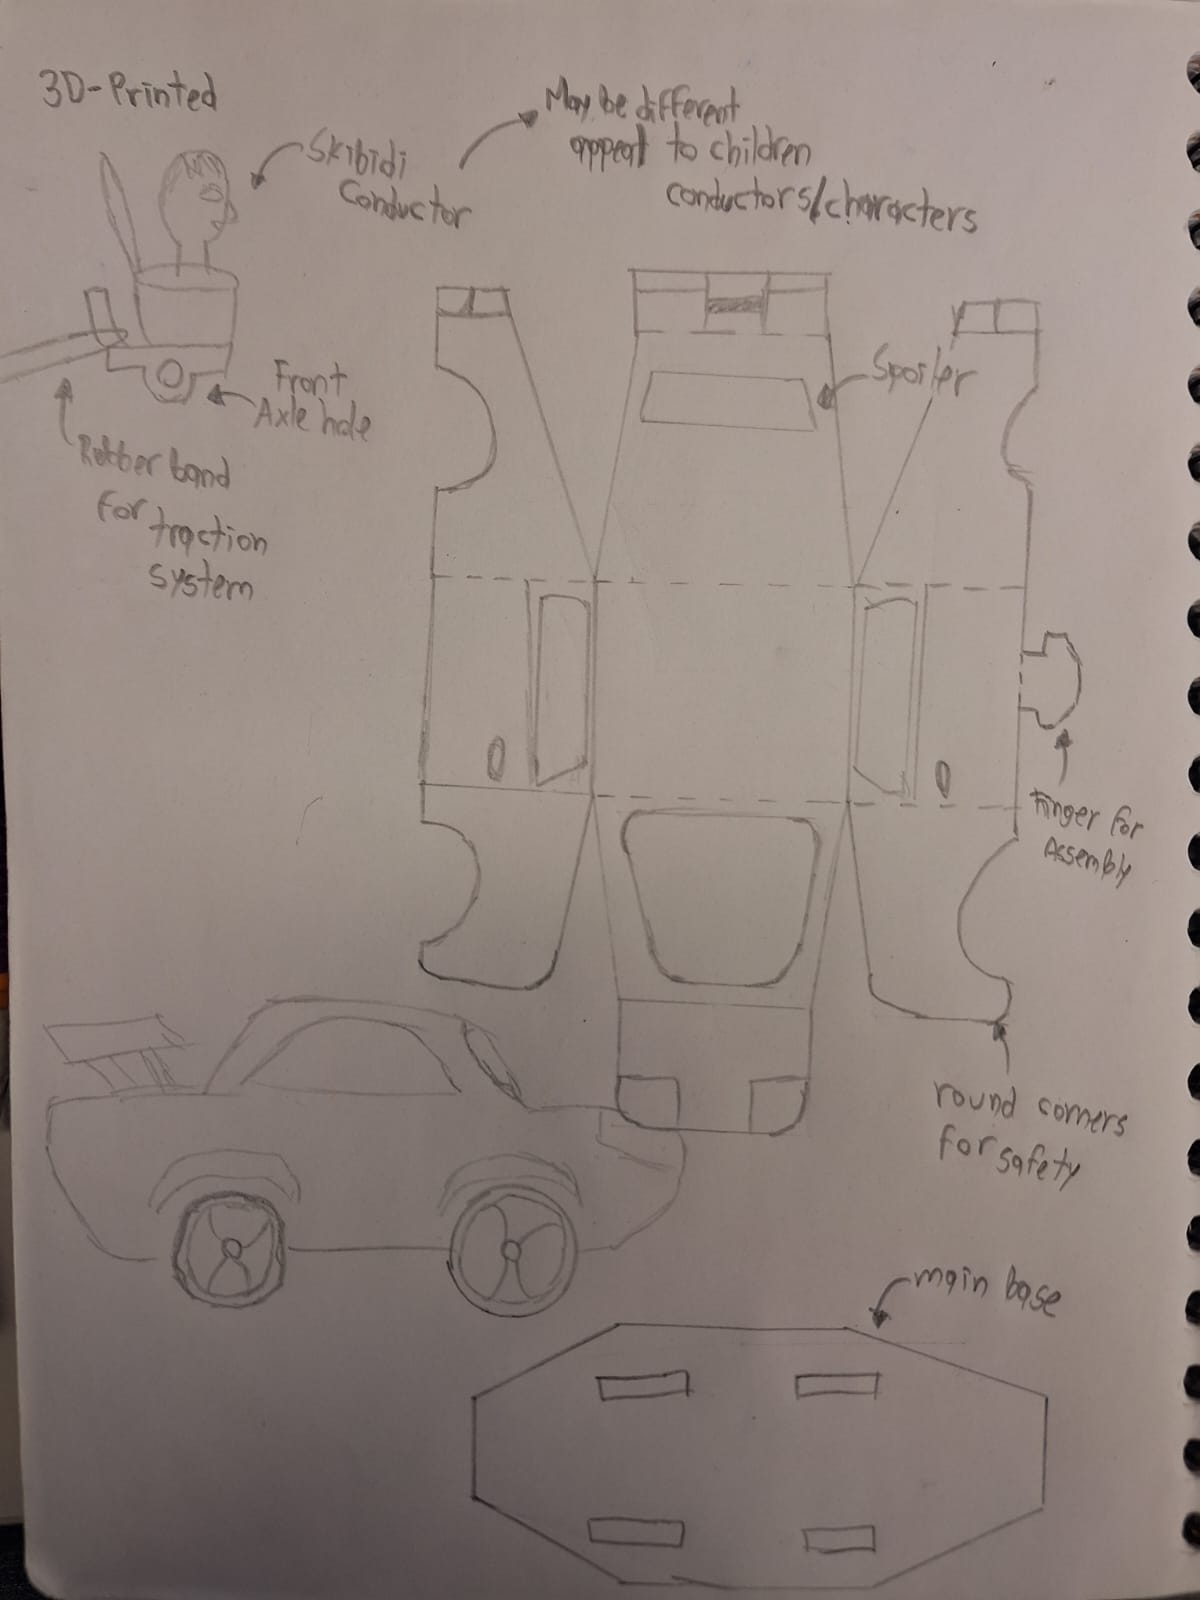 3D-Printed
Skibidi
Conductor
May be different
appeal to children
conductors/characters
Spoiler
Front
Axle hole
Rubber band
for traction
system
Finger for
Assembly
round corners
for safety
main base